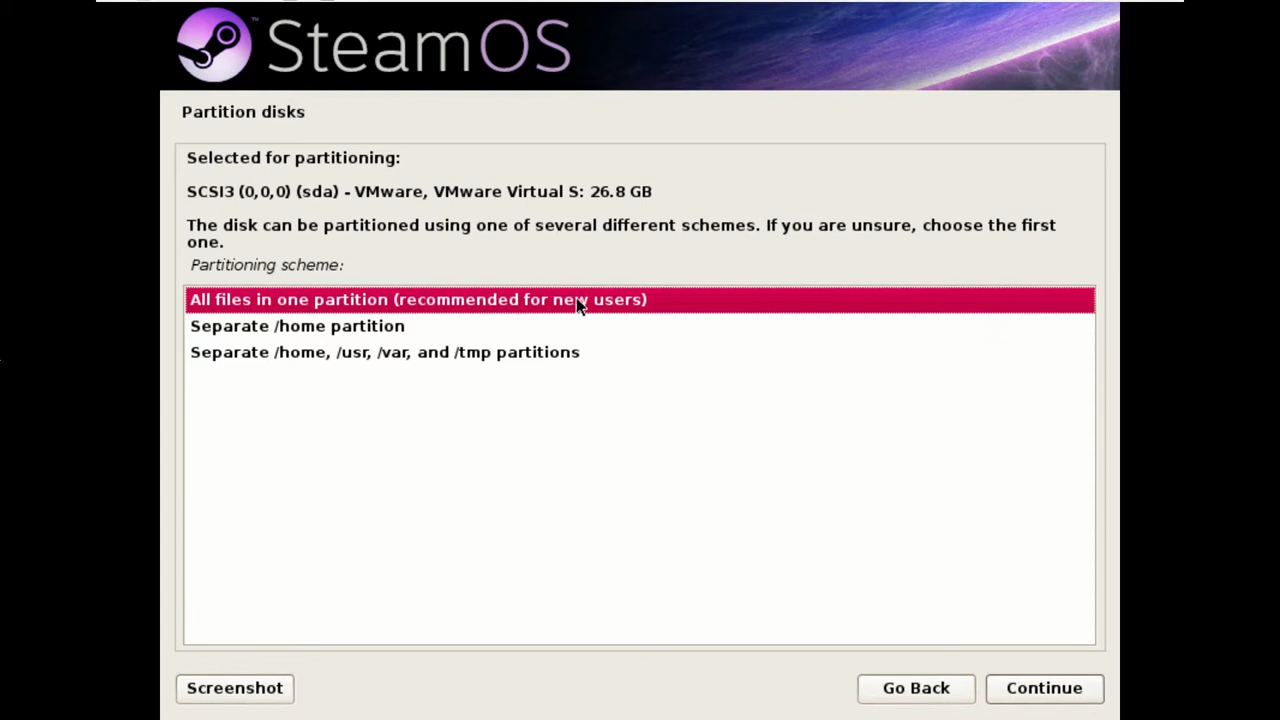 SteamOS™
Partition disks
Selected for partitioning:
SCSI3 (0,0,0) (sda) - VMware, VMware Virtual S: 26.8 GB
The disk can be partitioned using one of several different schemes. If you are unsure, choose the first
one.
Partitioning scheme:
All files in one partition (recommended for new users)
Separate /home partition
Separate /home, /usr, /var, and /tmp partitions
Screenshot
Go Back
Continue